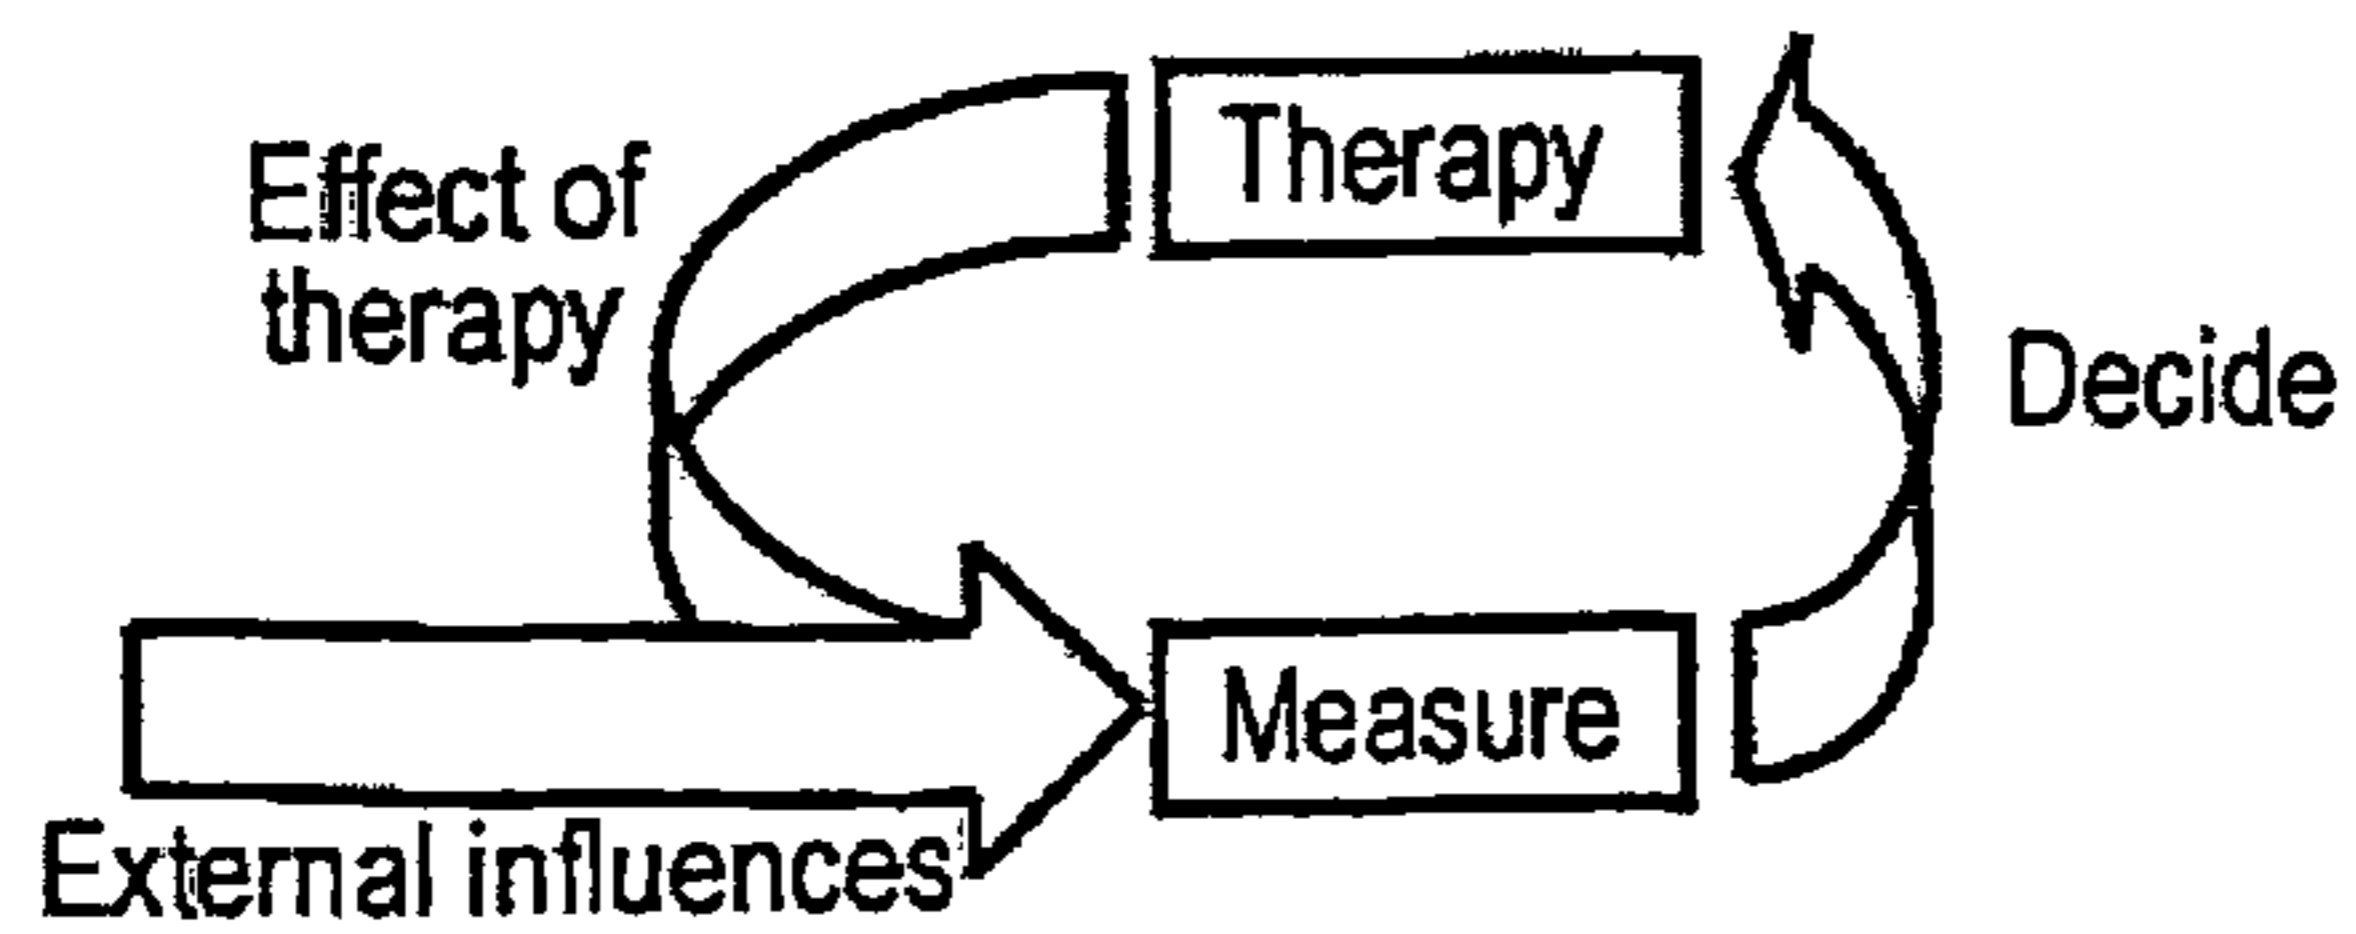 Effect of
therapy
Therapy
Decide
Measure
External influences